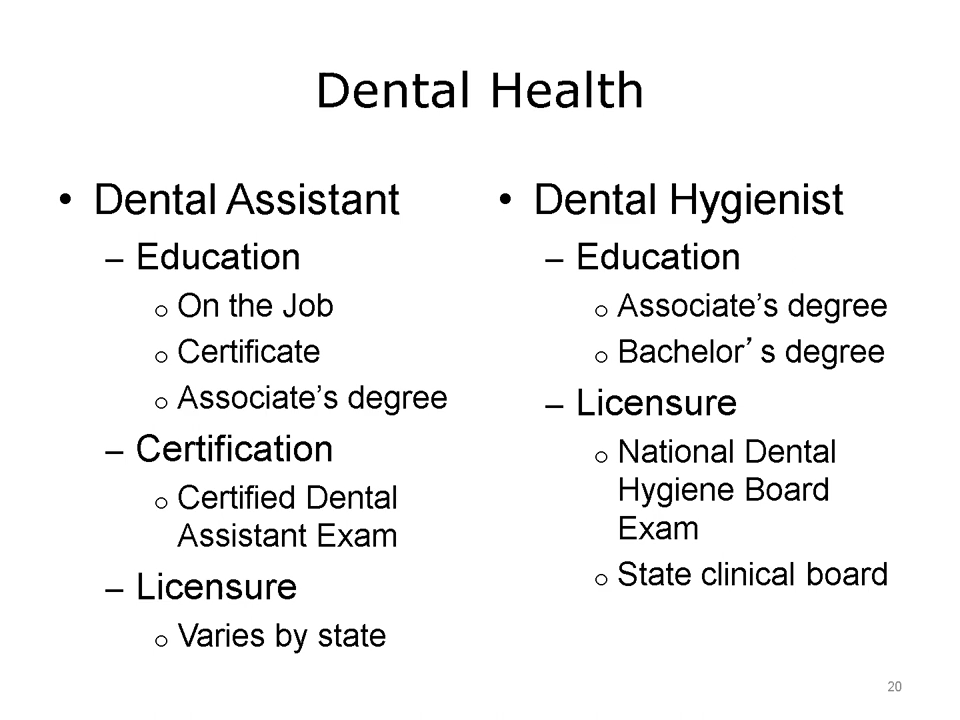 Dental Health
• Dental Assistant
– Education
o On the Job
o Certificate
o Associate’s degree
– Certification
o Certified Dental
Assistant Exam
– Licensure
o Varies by state
• Dental Hygienist
– Education
o Associate’s degree
o Bachelor’s degree
– Licensure
o National Dental
Hygiene Board
Exam
o State clinical board
20